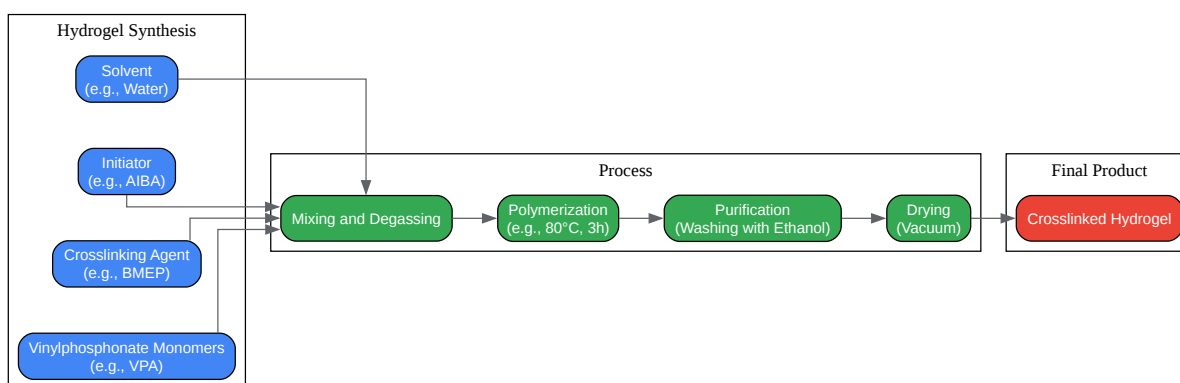 Hydrogel Synthesis
Solvent
(e.g., Water)
Initiator
(e.g., AIBA)
Crosslinking Agent
(e.g., BMEP)
Vinylphosphonate Monomers
(e.g., VPA)
Process
Mixing and Degassing
Polymerization
(e.g., 80°C, 3h)
Purification
(Washing with Ethanol)
Drying
(Vacuum)
Final Product
Crosslinked Hydrogel